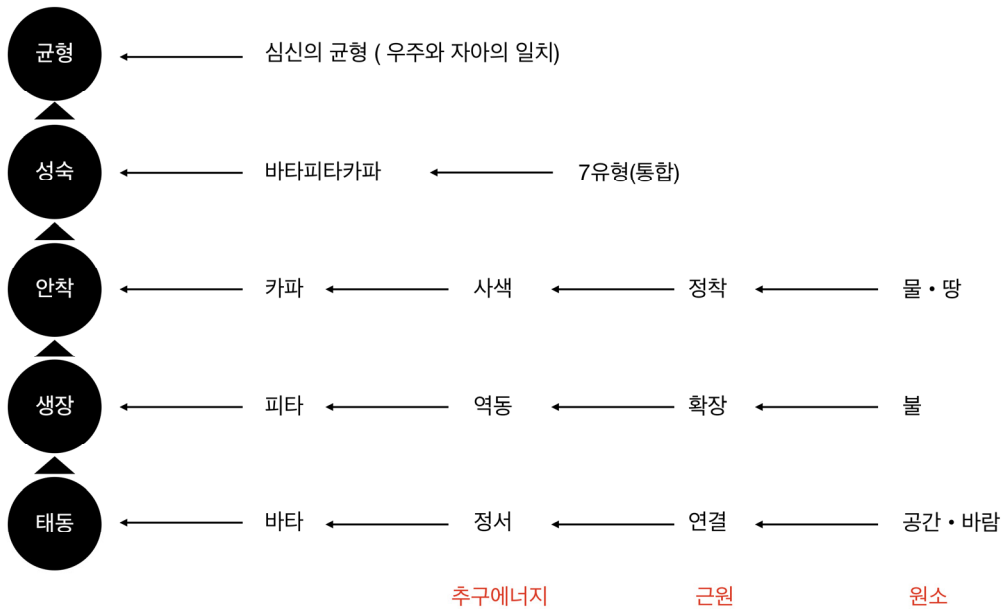 균형 심신의 균형 ( 우주와 자아의 일치)
성숙 바타피타카파 7유형(통합)
안착 카파 사색 정착 물 • 땅
생장 피타 역동 확장 불
태동 바타 정서 연결 공간 • 바람
추구에너지 근원 원소